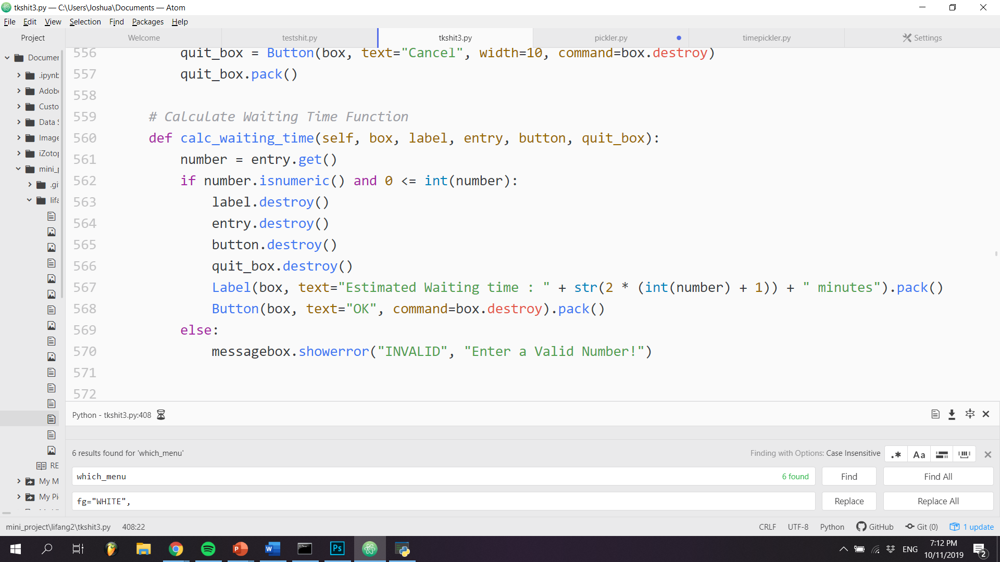 tkshit3.py — C:\Users\Joshua\Documents — Atom
File Edit View Selection Find Packages Help
Project
Welcome
testshit.py
tkshit3.py
pickler.py
timepickler.py
Settings
Documen
.ipynb
Adob
Custo
Data S
Image
iZotop
mini_p
.gi
lifa
RE
My M
My Pi
556 quit_box = Button(box, text="Cancel", width=10, command=box.destroy)
557 quit_box.pack()
558
559 # Calculate Waiting Time Function
560 def calc_waiting_time(self, box, label, entry, button, quit_box):
561 number = entry.get()
562 if number.isnumeric() and 0 <= int(number):
563 label.destroy()
564 entry.destroy()
565 button.destroy()
566 quit_box.destroy()
567 Label(box, text="Estimated Waiting time : " + str(2 * (int(number) + 1)) + " minutes").pack()
568 Button(box, text="OK", command=box.destroy).pack()
569 else:
570 messagebox.showerror("INVALID", "Enter a Valid Number!")
571
572
Python - tkshit3.py:408
6 results found for 'which_menu'
Finding with Options: Case Insensitive
.* Aa
which_menu
6 found
Find
Find All
fg="WHITE",
Replace
Replace All
mini_project\lifang2\tkshit3.py 408:22
CRLF UTF-8 Python GitHub Git (0) 1 update
P W Ps
ENG
7:12 PM
10/11/2019
2